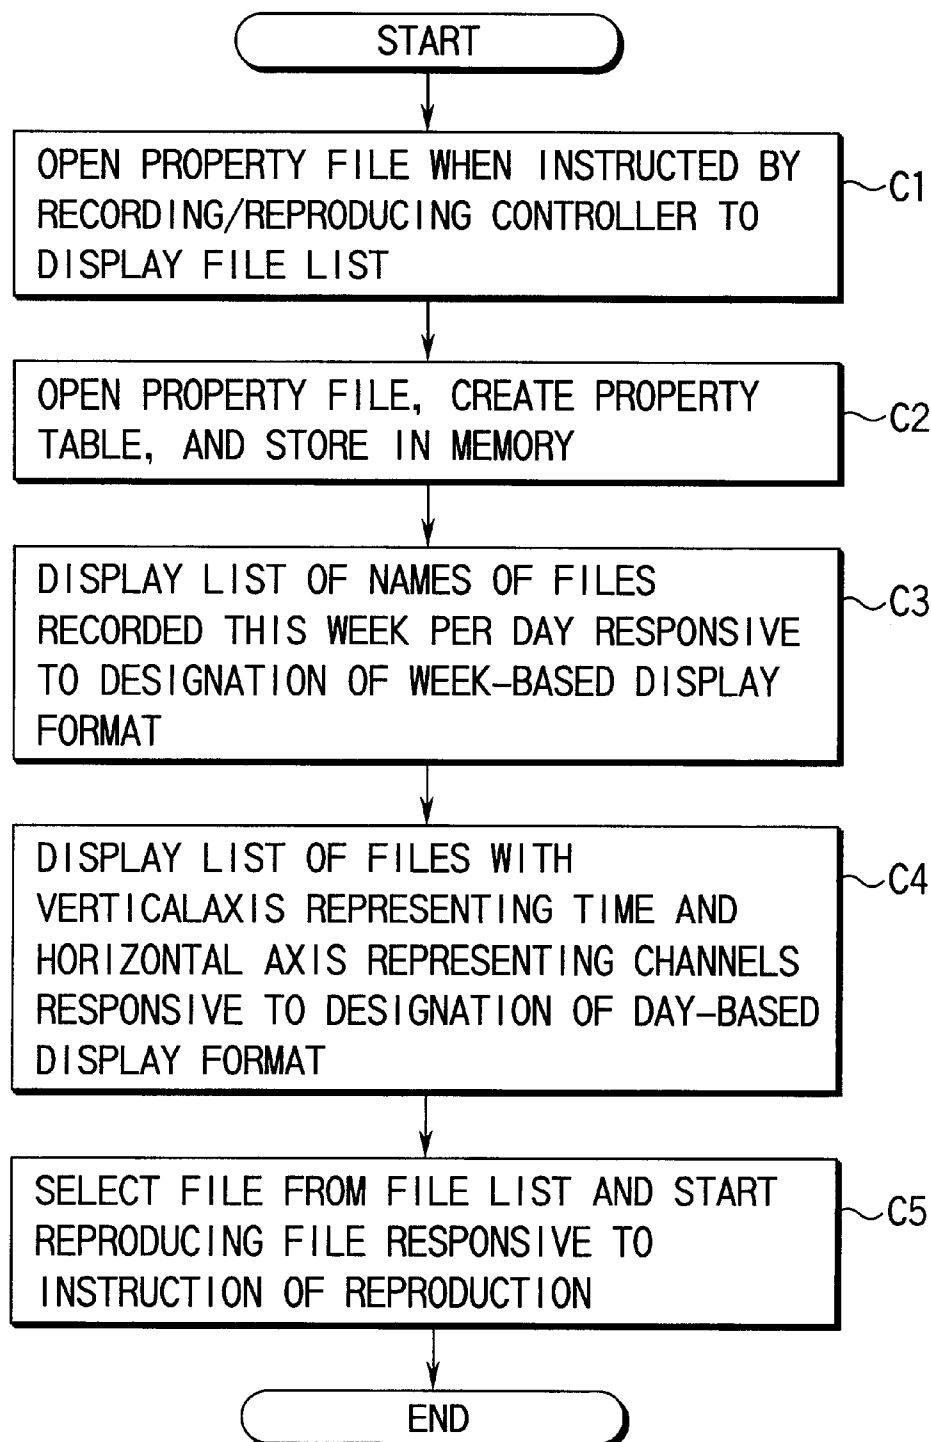 START
OPEN PROPERTY FILE WHEN INSTRUCTED BY
RECORDING/REPRODUCING CONTROLLER TO
DISPLAY FILE LIST
C1
OPEN PROPERTY FILE, CREATE PROPERTY
TABLE, AND STORE IN MEMORY
C2
DISPLAY LIST OF NAMES OF FILES
RECORDED THIS WEEK PER DAY RESPONSIVE
TO DESIGNATION OF WEEK-BASED DISPLAY
FORMAT
C3
DISPLAY LIST OF FILES WITH
VERTICALAXIS REPRESENTING TIME AND
HORIZONTAL AXIS REPRESENTING CHANNELS
RESPONSIVE TO DESIGNATION OF DAY-BASED
DISPLAY FORMAT
C4
SELECT FILE FROM FILE LIST AND START
REPRODUCING FILE RESPONSIVE TO
INSTRUCTION OF REPRODUCTION
C5
END